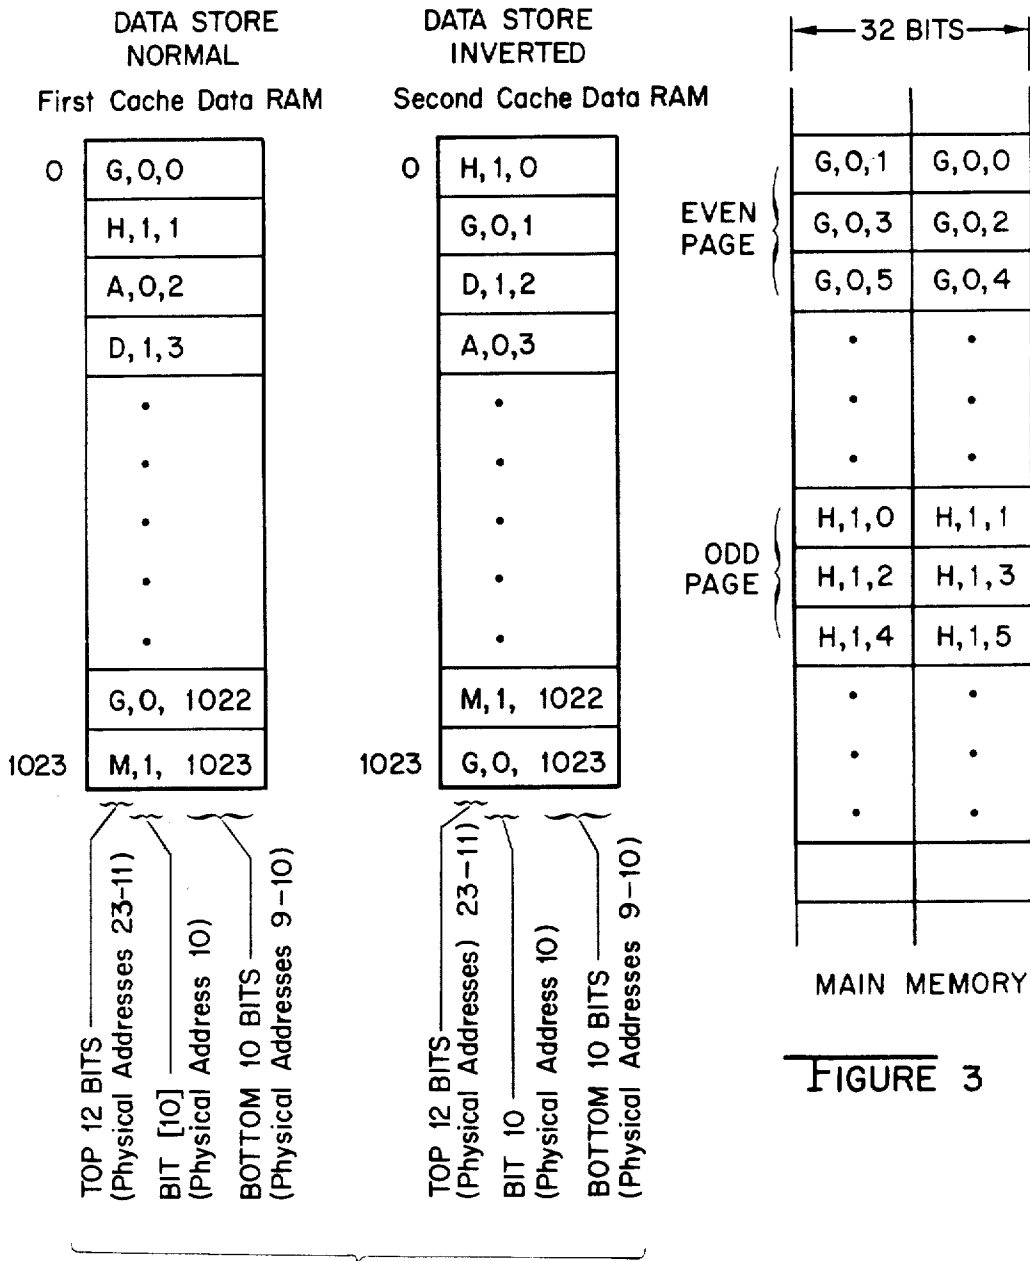 DATA STORE
NORMAL
First Cache Data RAM
0
G,0,0
H,1,1
A,0,2
D,1,3
G,0, 1022
1023
M,1, 1023
TOP 12 BITS
(Physical Addresses 23-11)
BIT [10]
(Physical Address 10)
BOTTOM 10 BITS
(Physical Addresses 9-10)
DATA STORE
INVERTED
Second Cache Data RAM
0
H,1,0
G,0,1
D,1,2
A,0,3
M,1, 1022
1023
G,0, 1023
TOP 12 BITS
(Physical Addresses) 23-11)
BIT 10
(Physical Address 10)
BOTTOM 10 BITS
(Physical Addresses 9-10)
32 BITS
EVEN
PAGE
G,0,1 G,0,0
G,0,3 G,0,2
G,0,5 G,0,4
ODD
PAGE
H,1,0 H,1,1
H,1,2 H,1,3
H,1,4 H,1,5
MAIN MEMORY
FIGURE 3